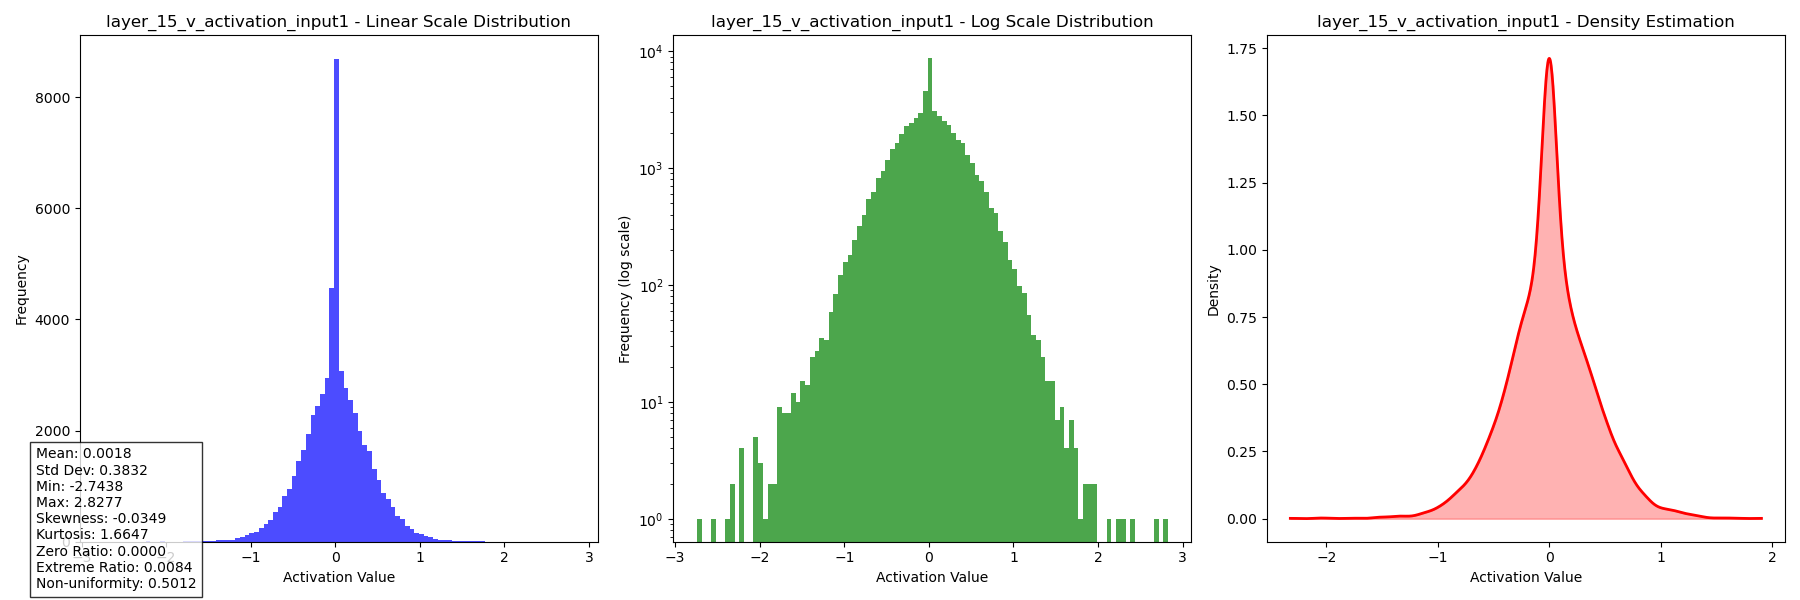 layer_15_v_activation_input1 - Linear Scale Distribution
Frequency
8000
6000
4000
2000
−1
0
1
2
3
Activation Value
Mean: 0.0018
Std Dev: 0.3832
Min: -2.7438
Max: 2.8277
Skewness: -0.0349
Kurtosis: 1.6647
Zero Ratio: 0.0000
Extreme Ratio: 0.0084
Non-uniformity: 0.5012
layer_15_v_activation_input1 - Log Scale Distribution
Frequency (log scale)
10⁴
10³
10²
10¹
10⁰
−3
−2
−1
0
1
2
3
Activation Value
layer_15_v_activation_input1 - Density Estimation
Density
1.75
1.50
1.25
1.00
0.75
0.50
0.25
0.00
−2
−1
0
1
2
Activation Value